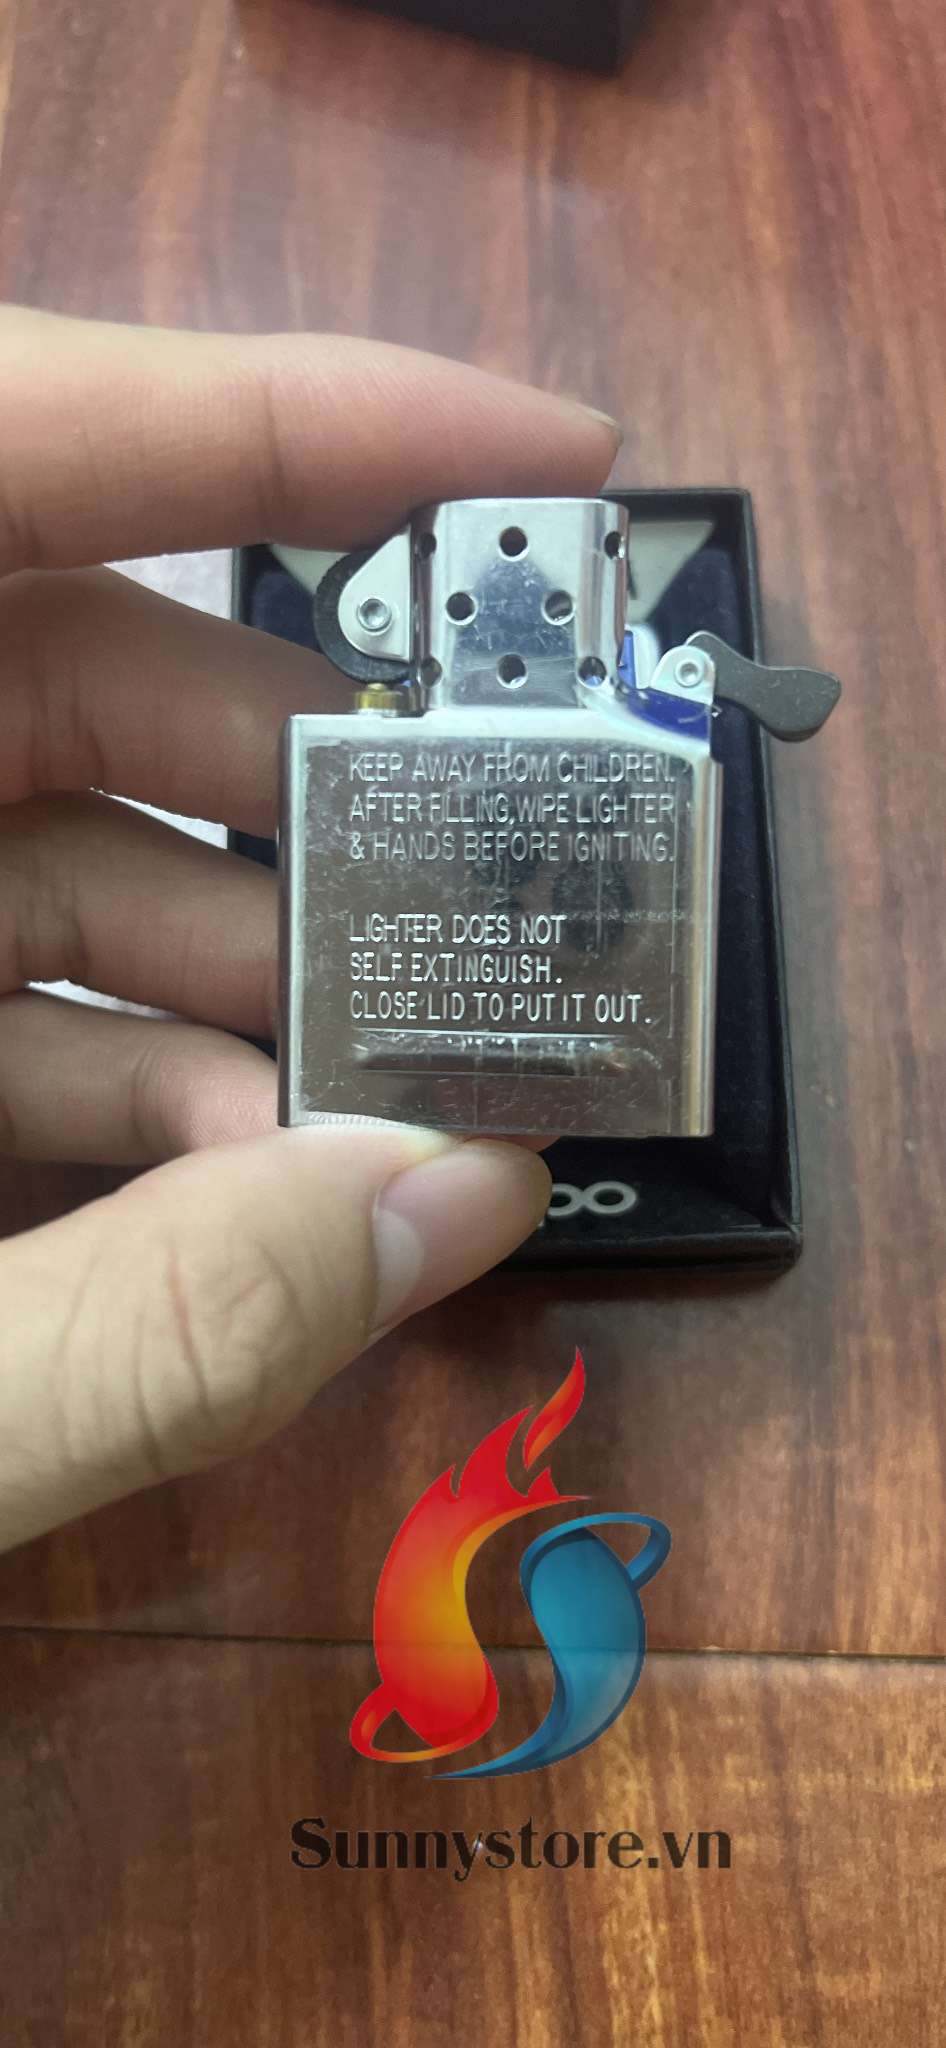 KEEP AWAY FROM CHILDREN.
AFTER FILLING,WIPE LIGHTER
& HANDS BEFORE IGNITING.
LIGHTER DOES NOT
SELF EXTINGUISH.
CLOSE LID TO PUT IT OUT.
Sunnystore.vn